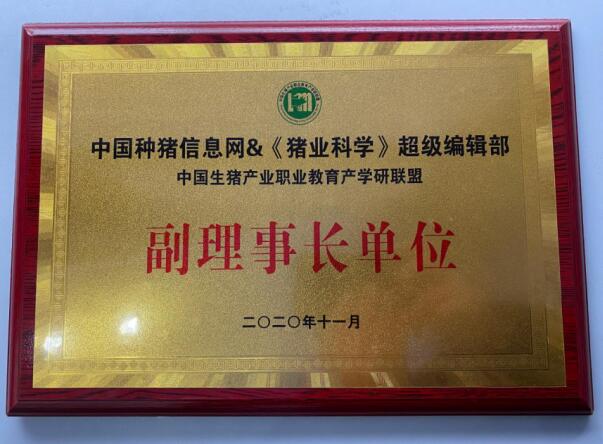 中国种猪信息网&《猪业科学》超级编辑部
中国生猪产业职业教育产学研联盟
副理事长单位
二〇二〇年十一月